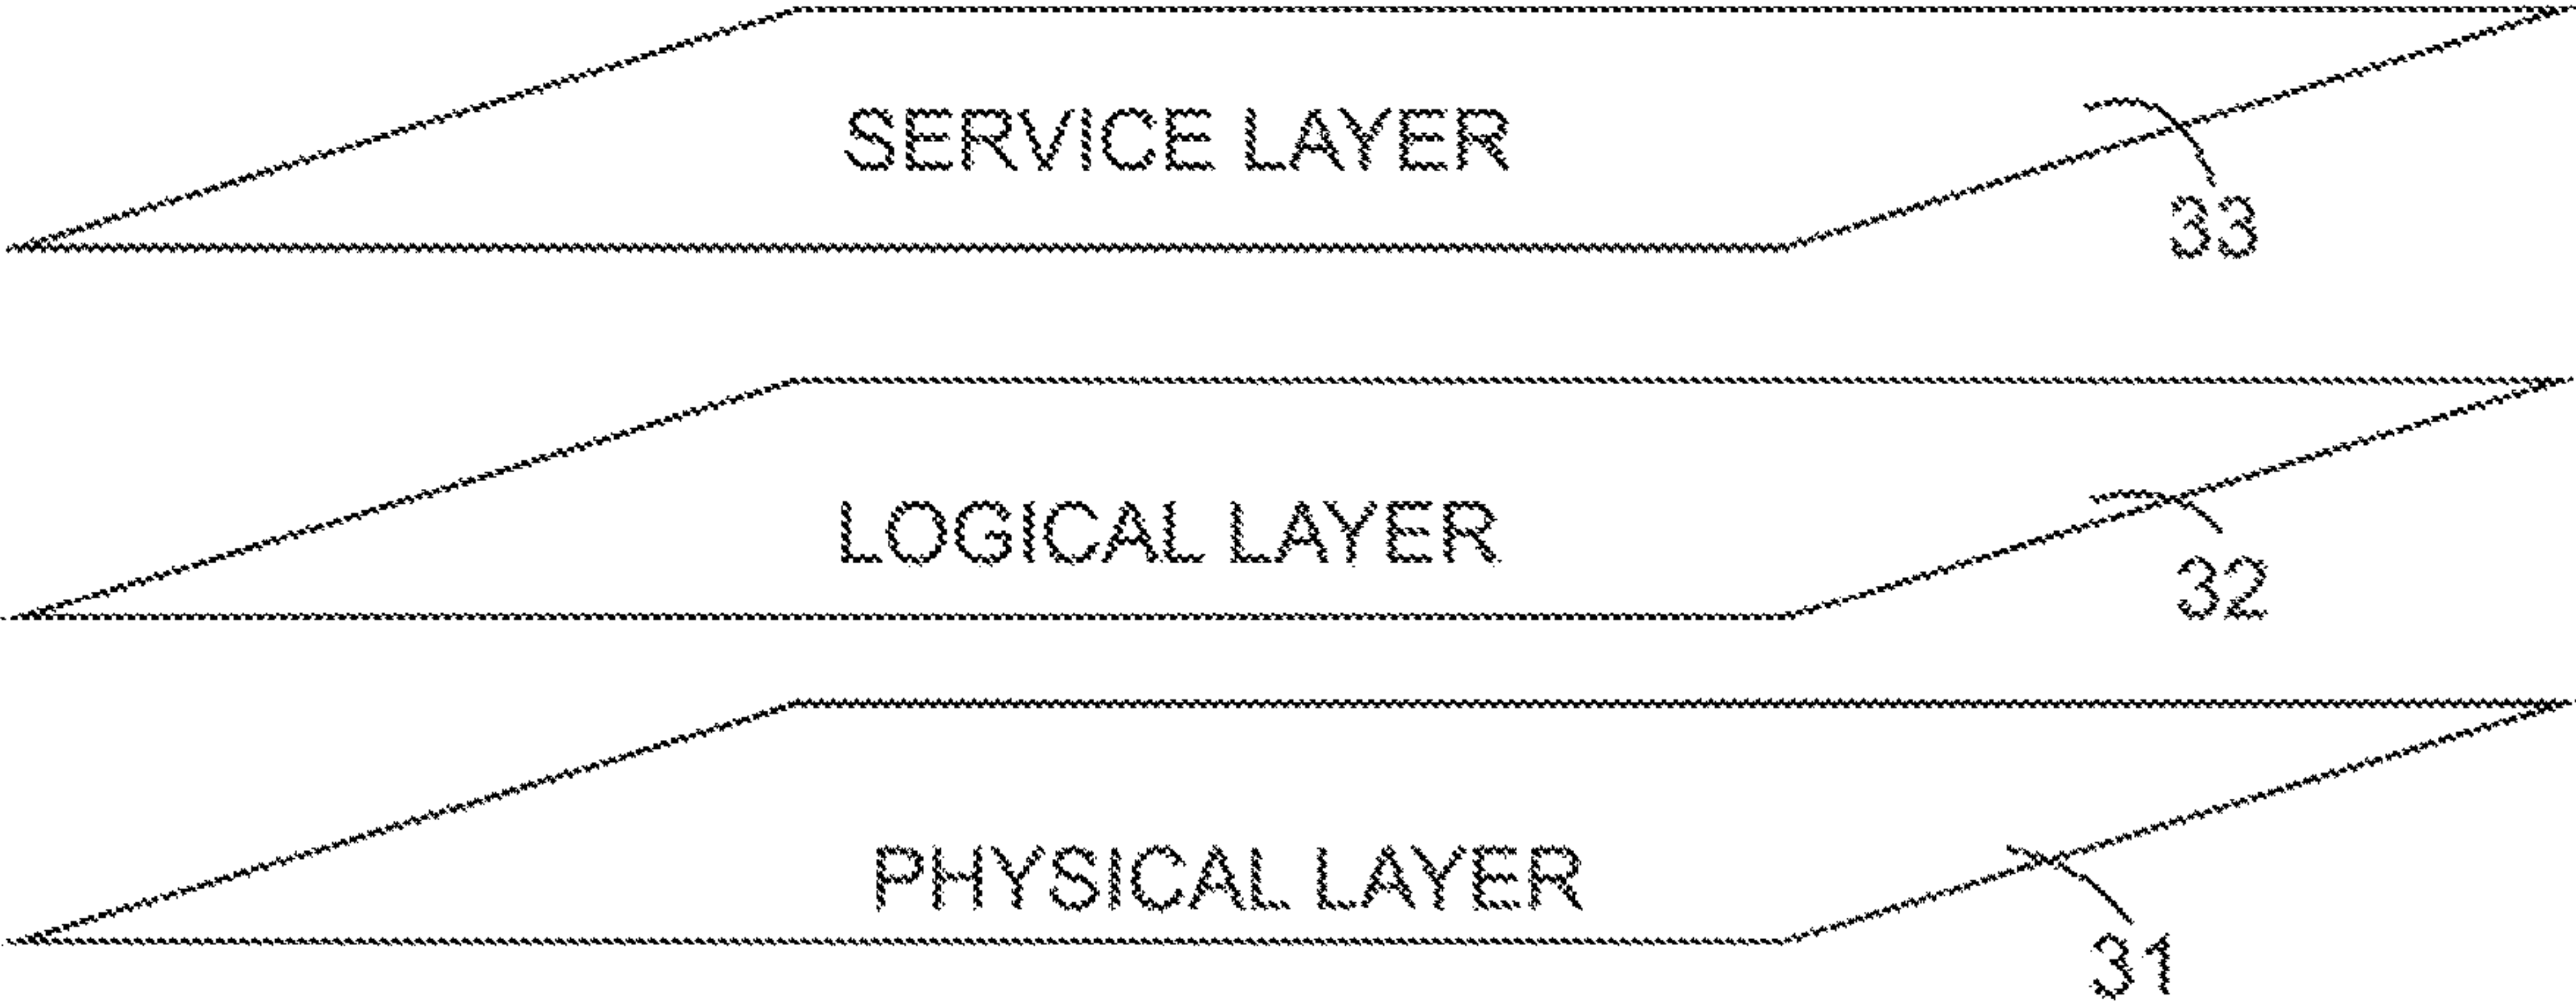 SERVICE LAYER
33
LOGICAL LAYER
32
PHYSICAL LAYER
31